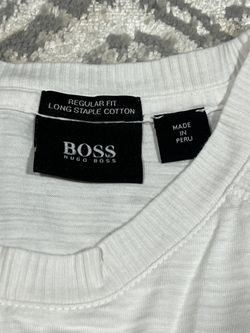 REGULAR FIT
LONG STAPLE COTTON
BOSS
HUGO BOSS
MADE IN
PERU